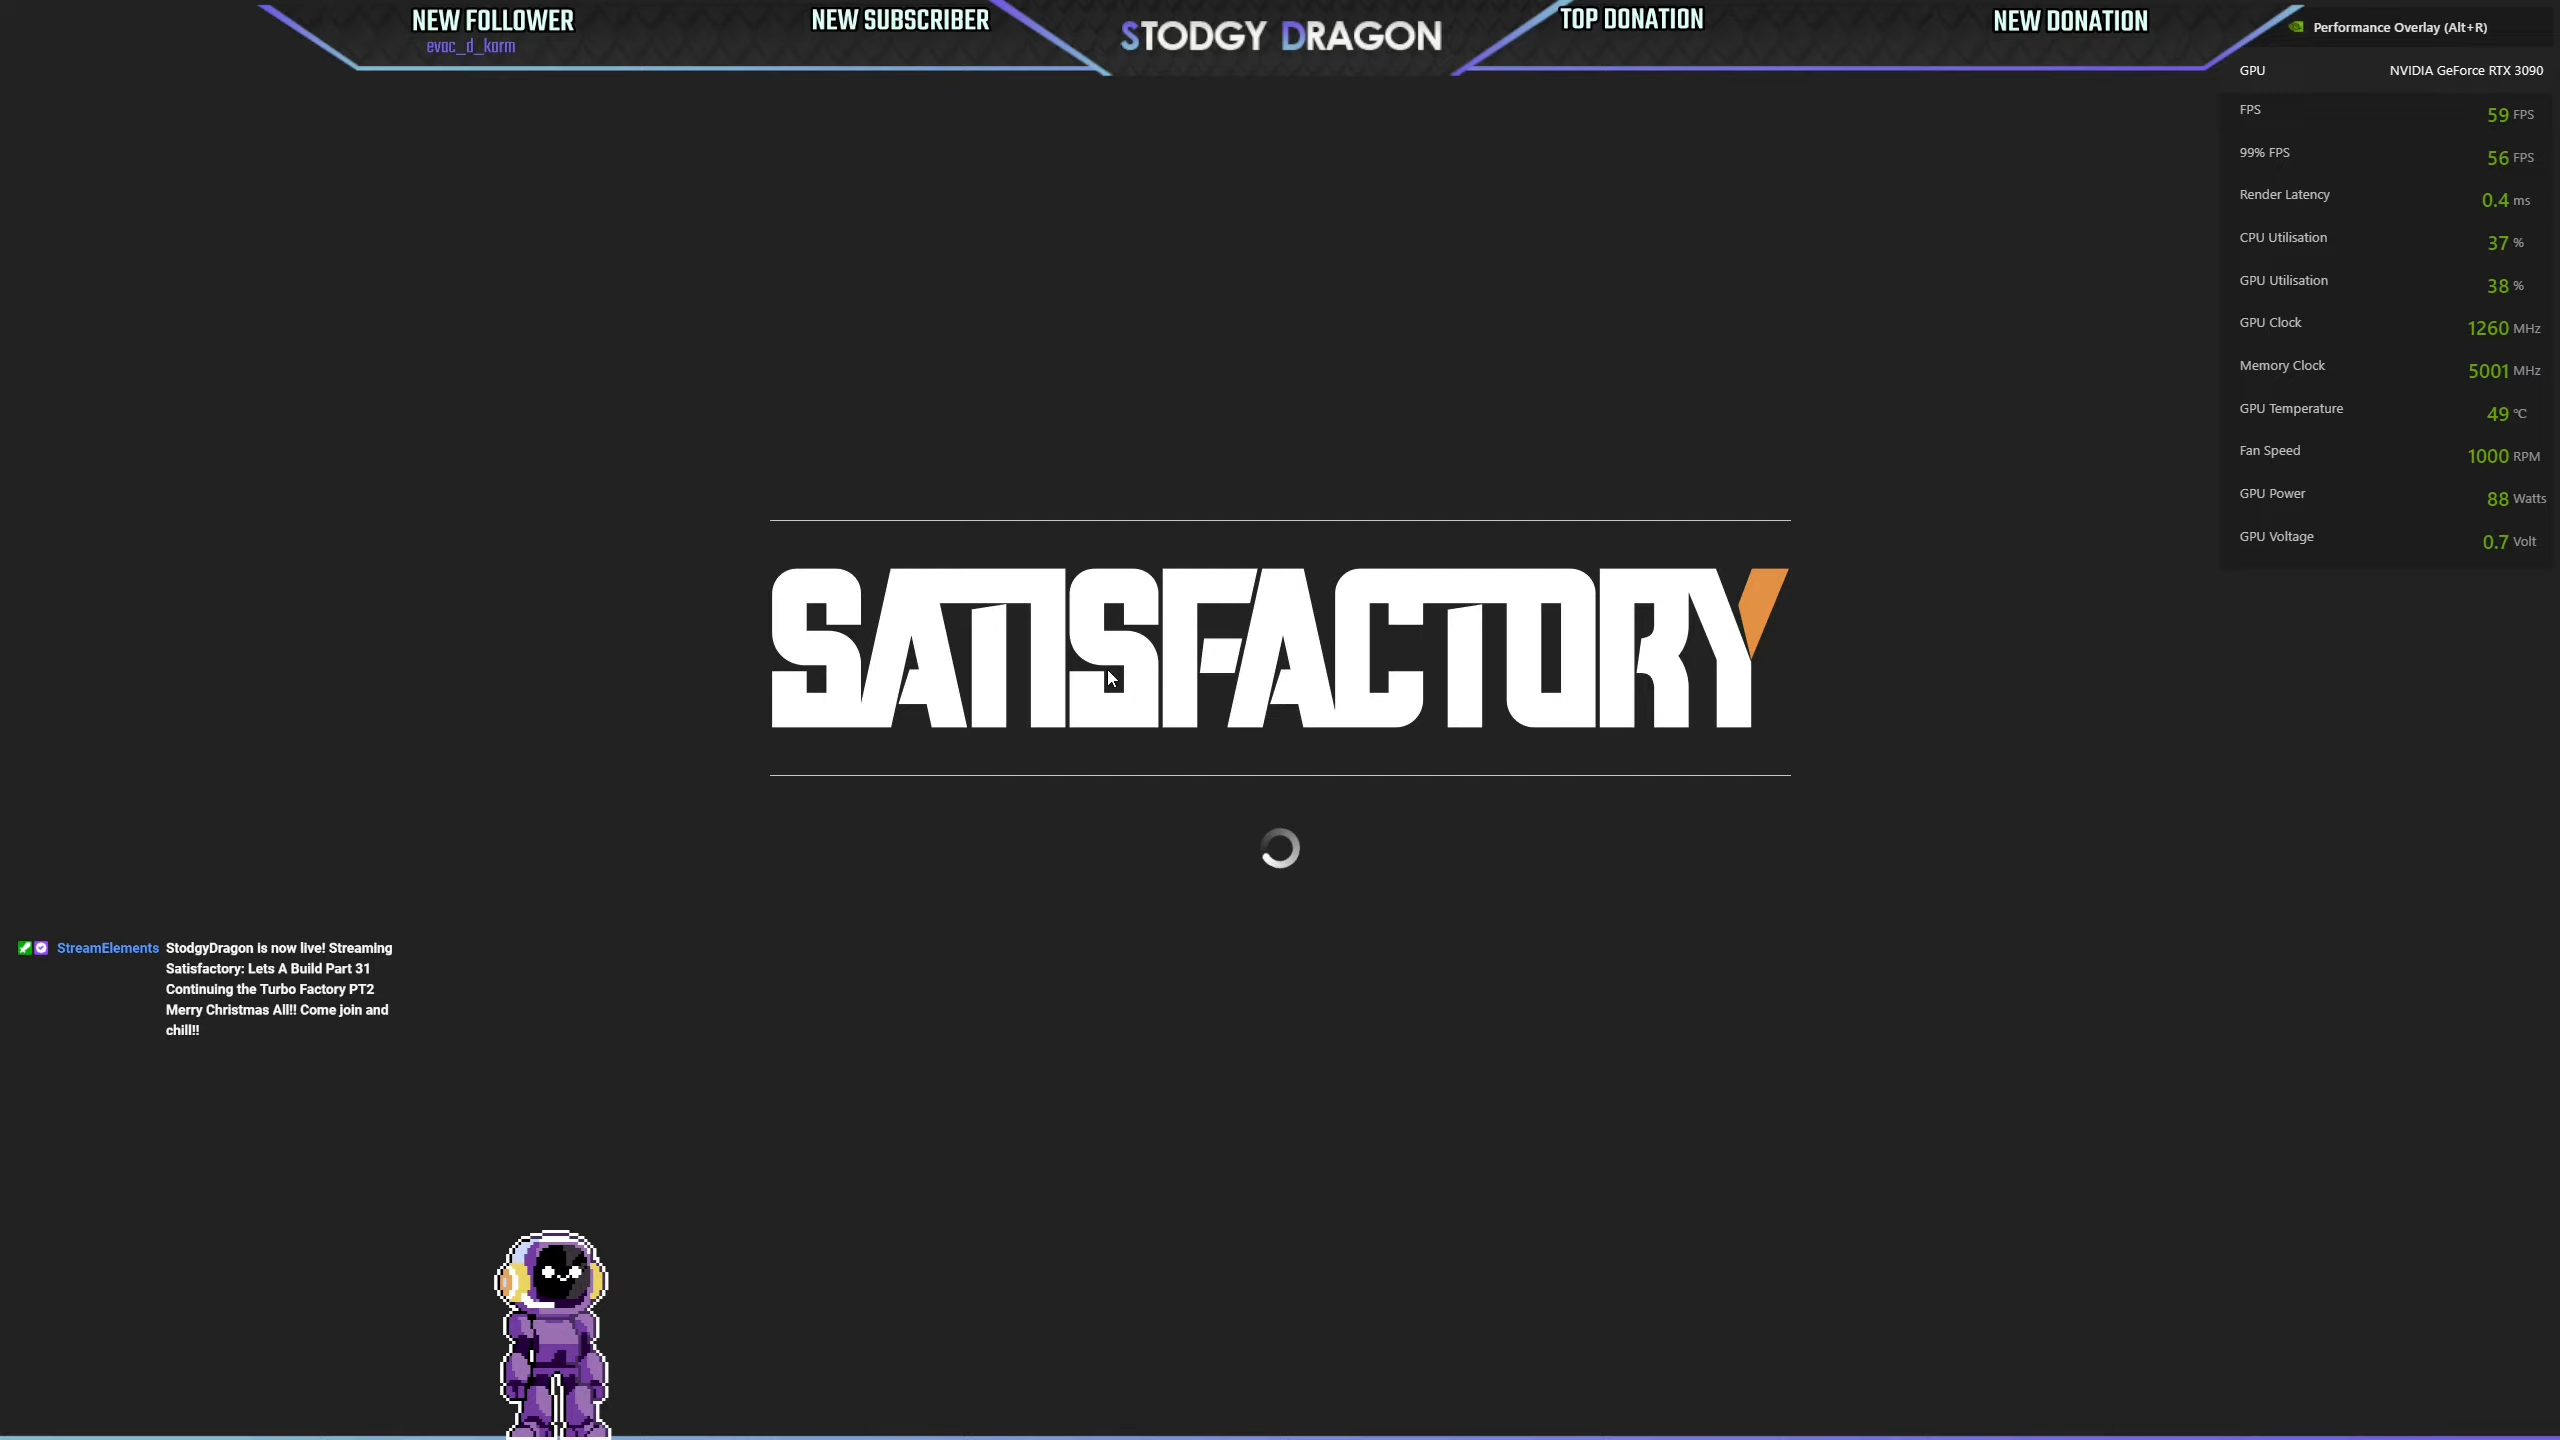 NEW FOLLOWER
evac_d_karm
NEW SUBSCRIBER
STODGY DRAGON
TOP DONATION
NEW DONATION
Performance Overlay (Alt+R)
GPU NVIDIA GeForce RTX 3090
FPS 59 FPS
99% FPS 56 FPS
Render Latency 0.4 ms
CPU Utilisation 37 %
GPU Utilisation 38 %
GPU Clock 1260 MHz
Memory Clock 5001 MHz
GPU Temperature 49 °C
Fan Speed 1000 RPM
GPU Power 88 Watts
GPU Voltage 0.7 Volt
SATISFACTORY
StreamElements StodgyDragon is now live! Streaming
Satisfactory: Lets A Build Part 31
Continuing the Turbo Factory PT2
Merry Christmas All!! Come join and
chill!!